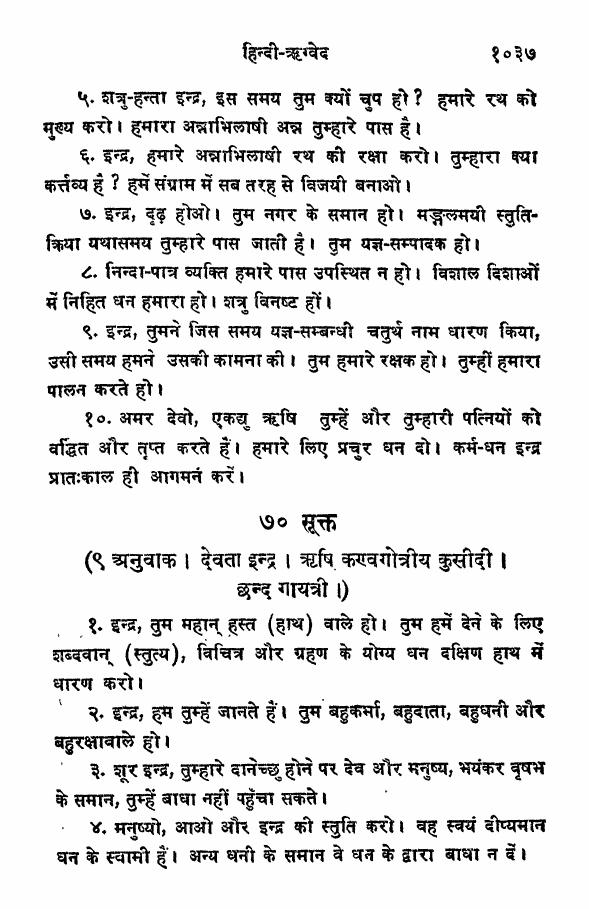 हिन्दी-ऋग्वेद १०३७
५. शत्रु-हन्ता इन्द्र, इस समय तुम क्यों चुप हो? हमारे रथ को
मुख्य करो। हमारा अन्नाभिलाषी अन्न तुम्हारे पास है।
६. इन्द्र, हमारे अन्नाभिलाषी रथ की रक्षा करो। तुम्हारा क्या
कर्त्तव्य है? हमें संग्राम में सब तरह से विजयी बनाओ।
७. इन्द्र, दृढ़ होओ। तुम नगर के समान हो। मङ्गलमयी स्तुति-
क्रिया यथासमय तुम्हारे पास जाती है। तुम यज्ञ-सम्पादक हो।
८. निन्दा-पात्र व्यक्ति हमारे पास उपस्थित न हो। विशाल दिशाओं
में निहित धन हमारा हो। शत्रु विनष्ट हों।
९. इन्द्र, तुमने जिस समय यज्ञ-सम्बन्धी चतुर्थ नाम धारण किया,
उसी समय हमने उसकी कामना की। तुम हमारे रक्षक हो। तुम्हीं हमारा
पालन करते हो।
१०. अमर देवो, एकद्यु ऋषि तुम्हें और तुम्हारी पत्नियों को
वर्द्धित और तृप्त करते हैं। हमारे लिए प्रचुर धन दो। कर्म-धन इन्द्र
प्रातःकाल ही आगमन करें।
७० सूक्त
(९ अनुवाक। देवता इन्द्र। ऋषि कण्वगोत्रीय कुसीदी।
छन्द गायत्री।)
१. इन्द्र, तुम महान् हस्त (हाथ) वाले हो। तुम हमें देने के लिए
शब्दवान् (स्तुत्य), विचित्र और ग्रहण के योग्य धन दक्षिण हाथ में
धारण करो।
२. इन्द्र, हम तुम्हें जानते हैं। तुम बहुकर्मा, बहुदाता, बहुधनी और
बहुरक्षावाले हो।
३. शूर इन्द्र, तुम्हारे दानेच्छु होने पर देव और मनुष्य, भयंकर वृषभ
के समान, तुम्हें बाधा नहीं पहुँचा सकते।
४. मनुष्यो, आओ और इन्द्र की स्तुति करो। वह स्वयं दीप्यमान
धन के स्वामी हैं। अन्य धनी के समान वे धन के द्वारा बाधा न दें।